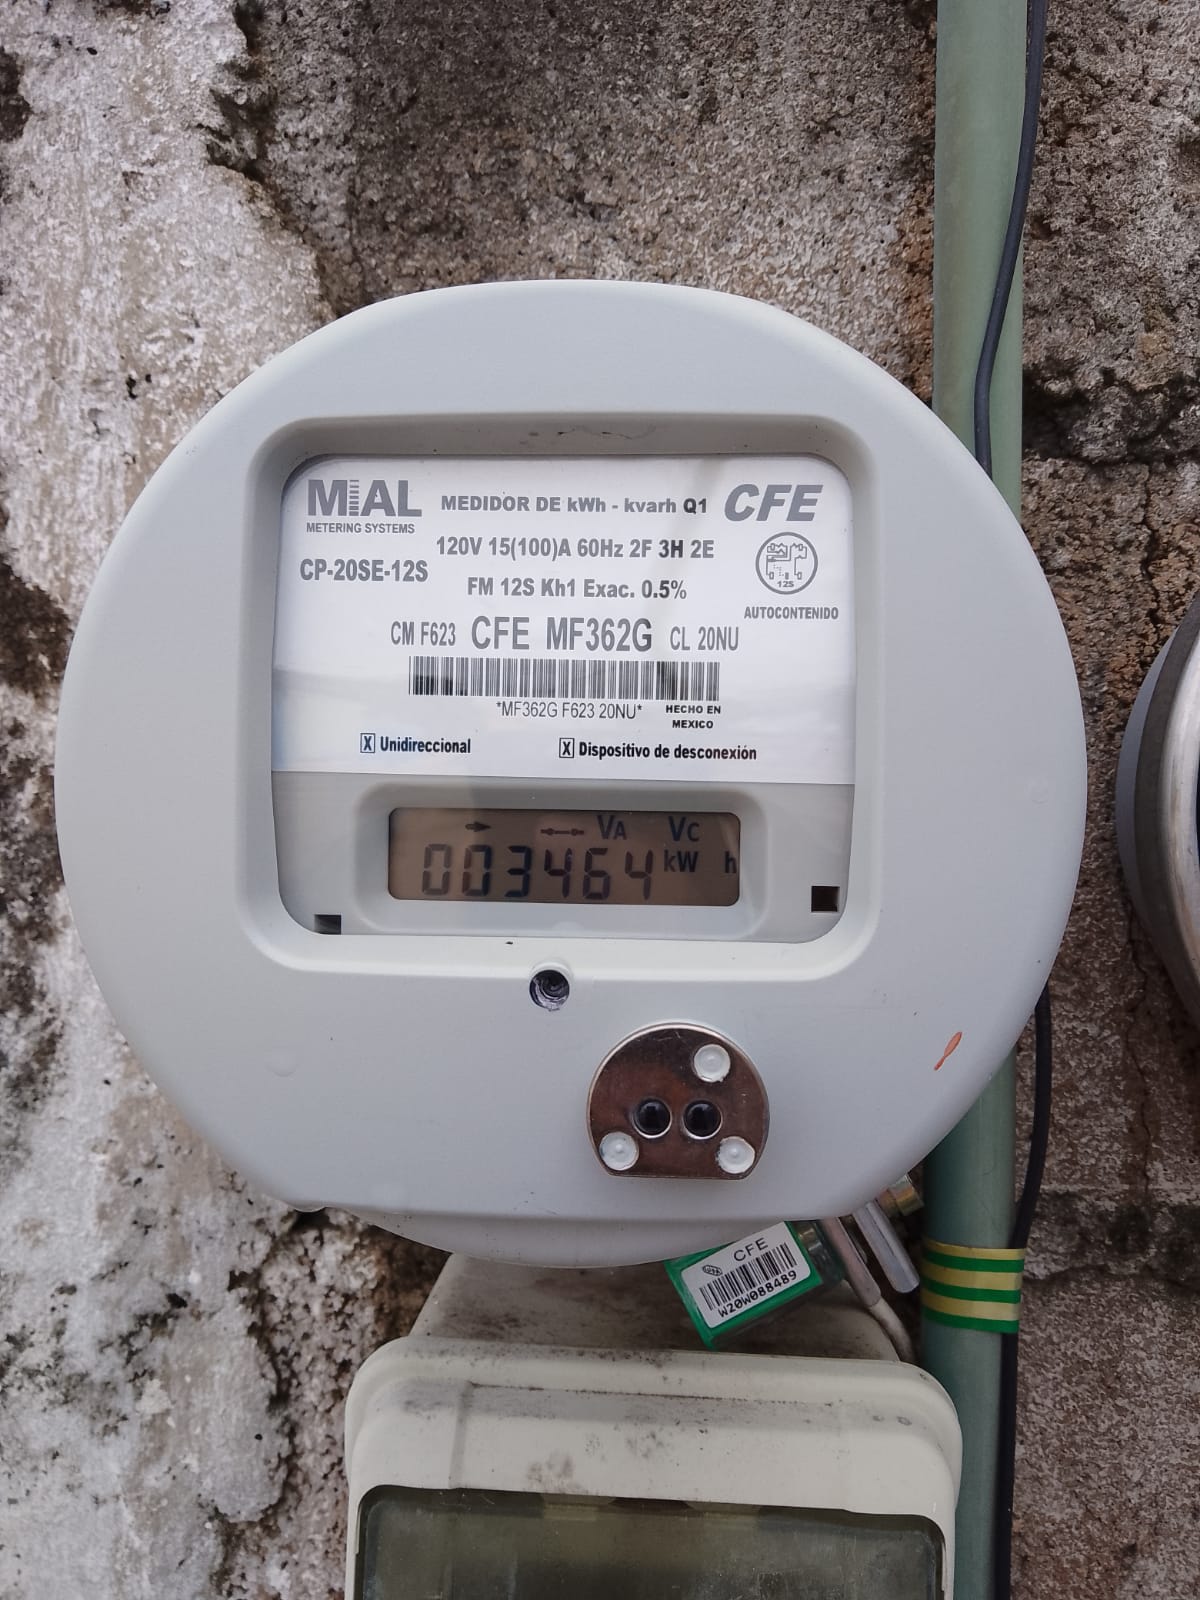 MIAL
METERING SYSTEMS
MEDIDOR DE kWh - kvarh Q1
CFE
120V 15(100)A 60Hz 2F 3H 2E
CP-20SE-12S
FM 12S Kh1 Exac. 0.5%
12S
AUTOCONTENIDO
CM F623 CFE MF362G CL 20NU
*MF362G F623 20NU*
HECHO EN
MEXICO
X Unidireccional
X Dispositivo de desconexión
VA VC
003464 kW h
CFE
W20W088489